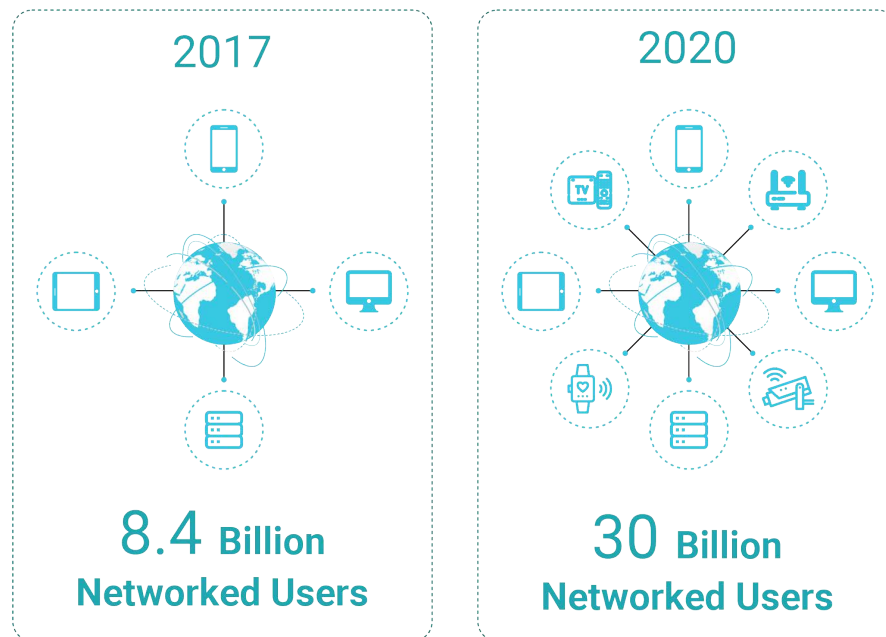 2017
8.4 Billion
Networked Users
2020
TV
30 Billion
Networked Users